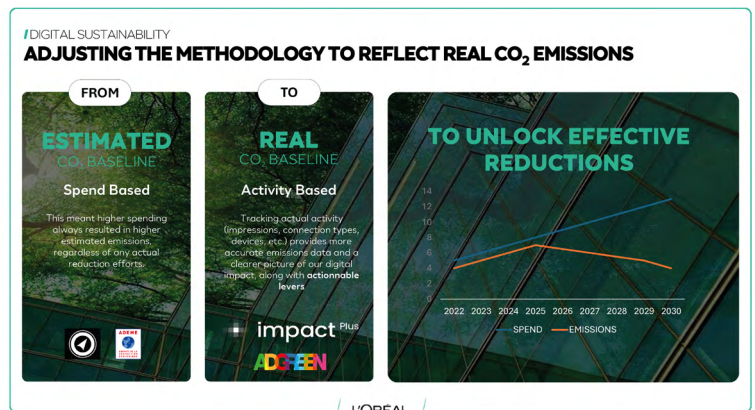 /DIGITAL SUSTAINABILITY
ADJUSTING THE METHODOLOGY TO REFLECT REAL CO₂ EMISSIONS
FROM
ESTIMATED
CO₂ BASELINE
Spend Based
This meant higher spending
always resulted in higher
estimated emissions,
regardless of any actual
reduction efforts.
ADEME
TO
REAL
CO₂ BASELINE
Activity Based
Tracking actual activity
(impressions, connection types,
devices, etc.) provides more
accurate emissions data and a
clearer picture of our digital
impact, along with actionnable
levers
impact Plus
ADGREEN
TO UNLOCK EFFECTIVE
REDUCTIONS
14
12
10
8
6
4
2
0
2022 2023 2024 2025 2026 2027 2028 2029 2030
SPEND EMISSIONS
L'ORÉAL